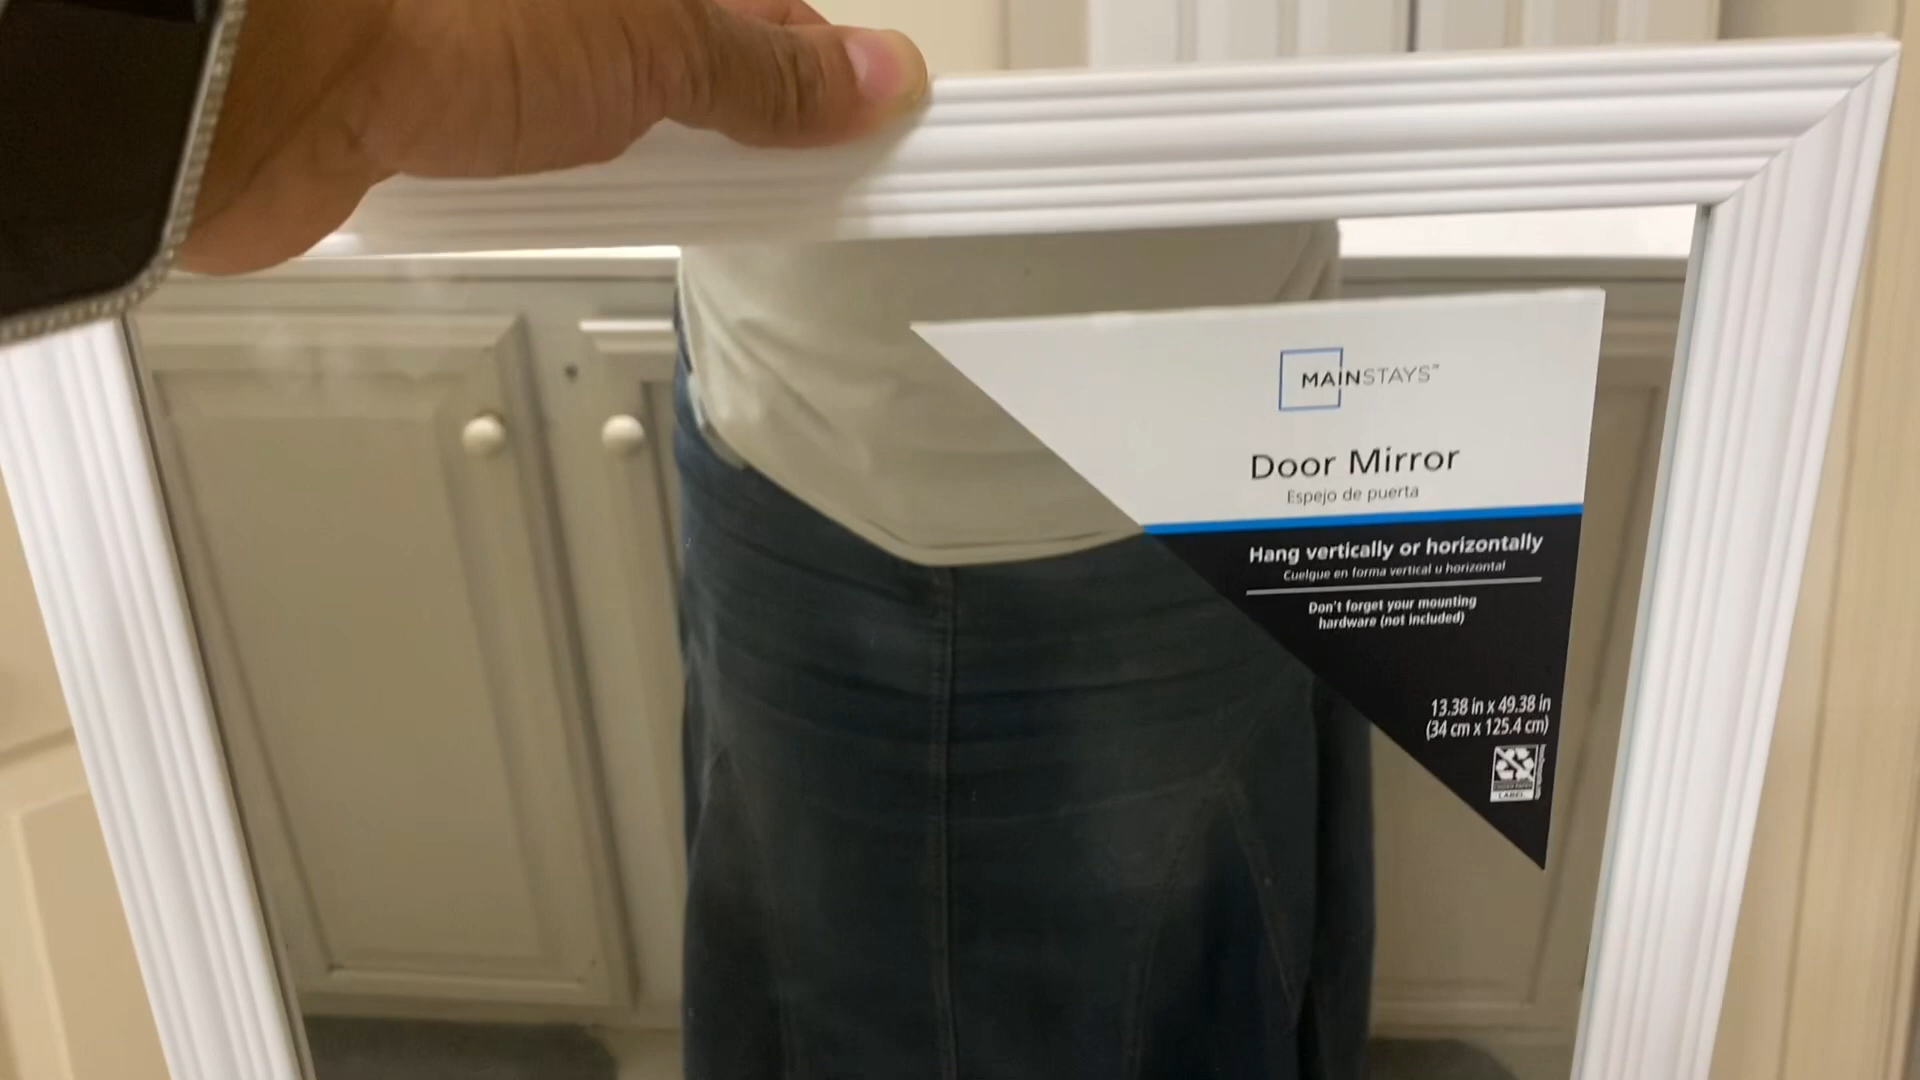 MAINSTAYS™
Door Mirror
Espejo de puerta
Hang vertically or horizontally
Cuelgue en forma vertical u horizontal
Don't forget your mounting
hardware (not included)
13.38 in x 49.38 in
(34 cm x 125.4 cm)
LABEL